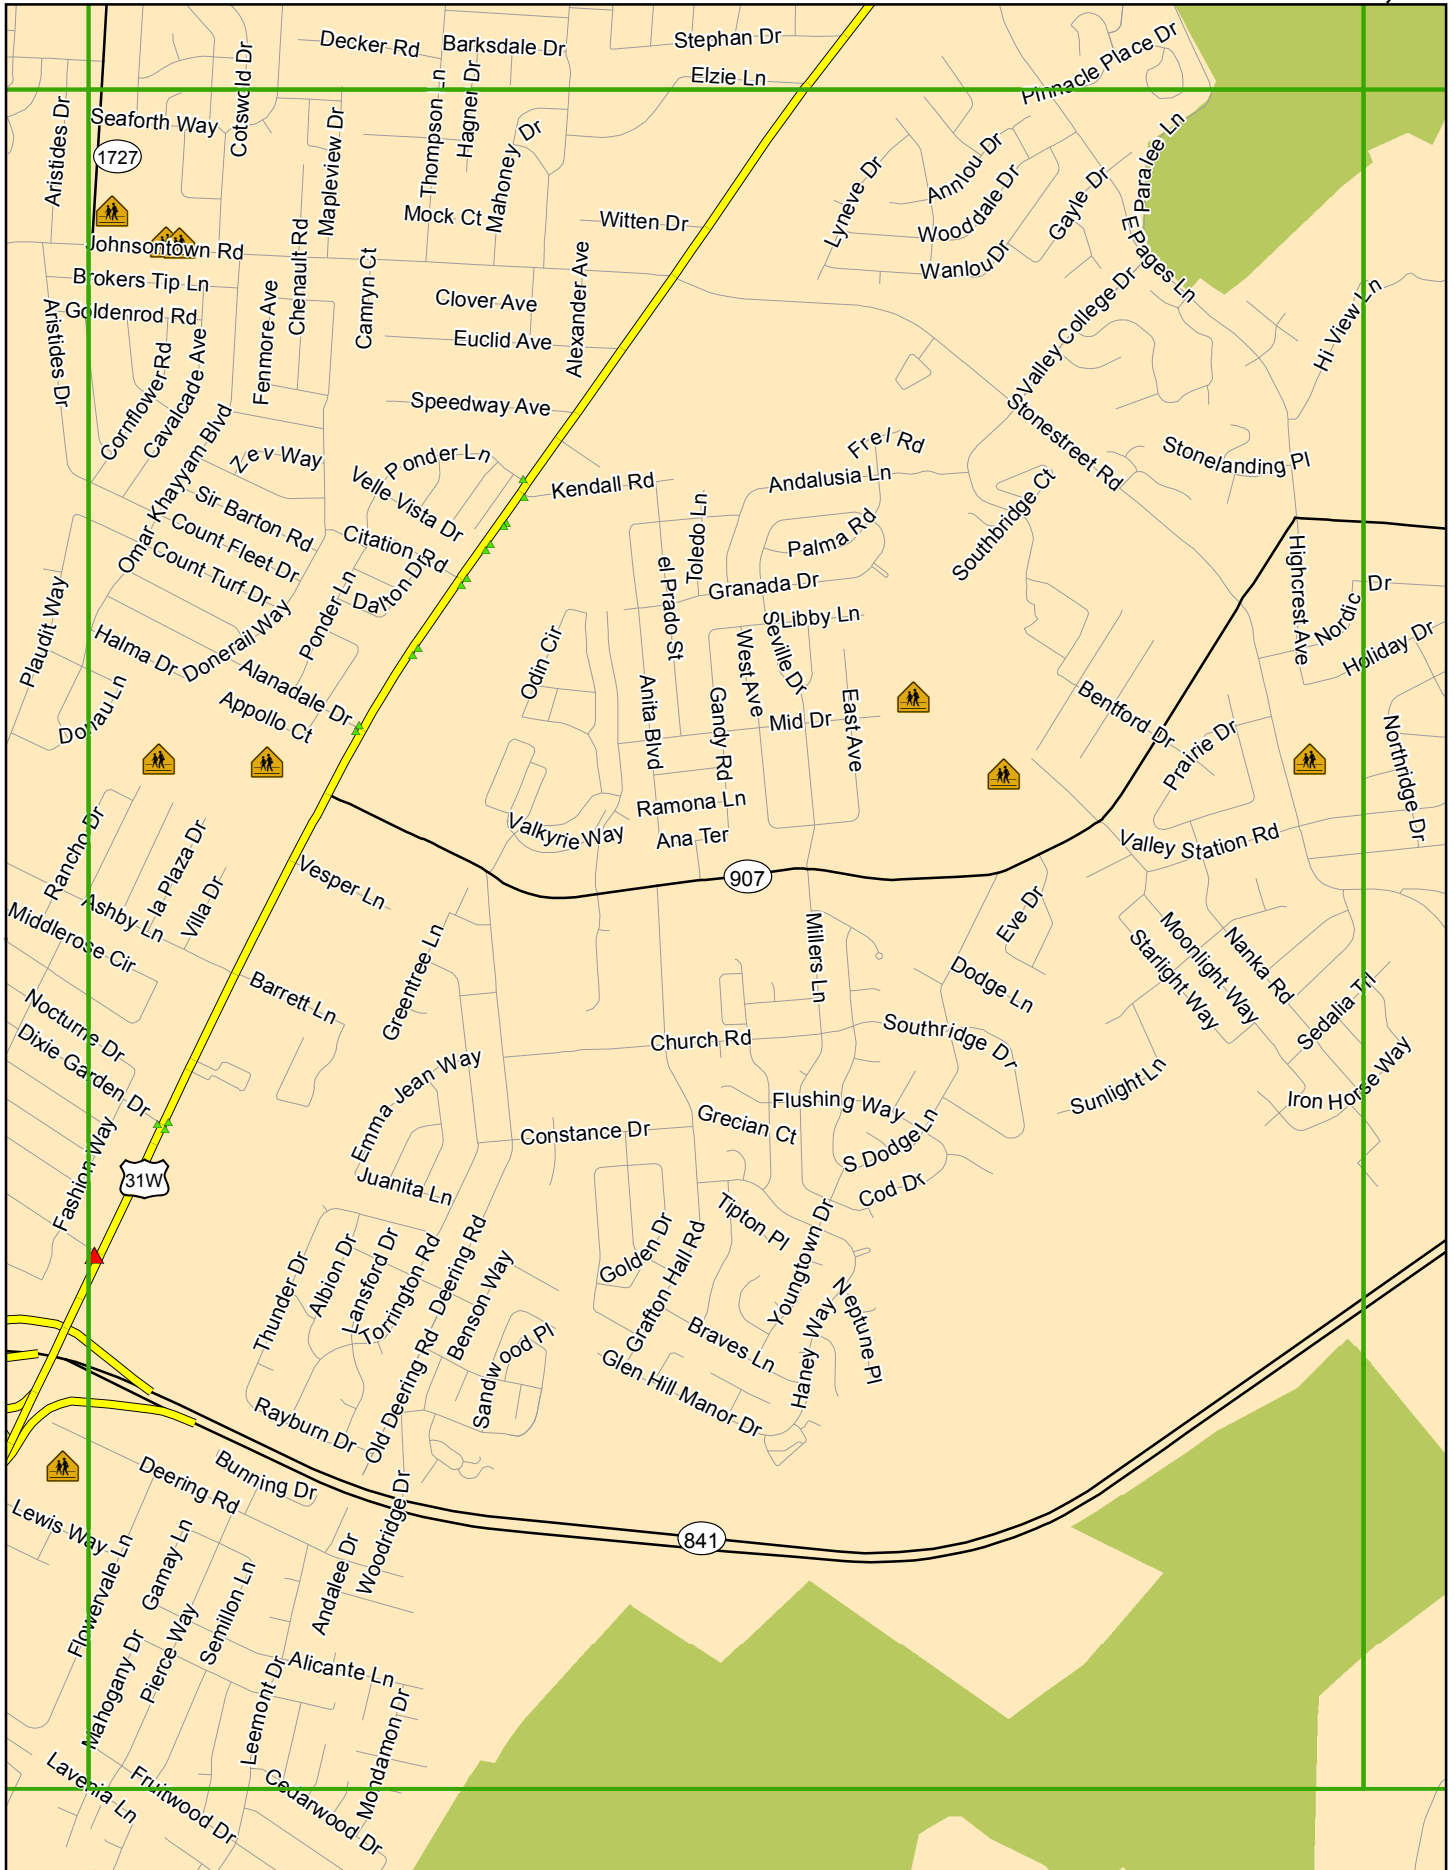 Decker Rd
Barksdale Dr
Stephan Dr
Pinnacle Place Dr
Cotswold Dr
Thompson Ln
Hagner Dr
Elzie Ln
Aristides Dr
Seaforth Way
1727
Mapleview Dr
Mahoney Dr
Mock Ct
Witten Dr
Lyneve Dr
Annlou Dr
Wooddale Dr
Wanlou Dr
Gayle Dr
Paralee Ln
E Pages Ln
Johnsontown Rd
Brokers Tip Ln
Goldenrod Rd
Aristides Dr
Chenault Rd
Fenmore Ave
Camryn Ct
Clover Ave
Euclid Ave
Alexander Ave
Speedway Ave
Valley College Dr
Hi View Ln
Cornflower Rd
Cavalcade Ave
Omar Khayyam Blvd
Zev Way
Ponder Ln
Velle Vista Dr
Kendall Rd
Frel Rd
Andalusia Ln
S Stonestreet Rd
Stonelanding Pl
Sir Barton Rd
Count Fleet Dr
Count Turf Dr
Citation Rd
Dalton Dr
Toledo Ln
Palma Rd
Southbridge Ct
Granada Dr
el Prado St
Libby Ln
Highcrest Ave
Nordic Dr
Holiday Dr
Plaudit Way
Halma Dr
Donerail Way
Ponder Ln
Alanadale Dr
Appollo Ct
Donau Ln
Odin Cir
Anita Blvd
Gandy Rd
West Ave
Seville Dr
Mid Dr
East Ave
Bentford Dr
Prairie Dr
Northridge Dr
Ramona Ln
Valkyrie Way
Ana Ter
Valley Station Rd
Rancho Dr
la Plaza Dr
Villa Dr
Ashby Ln
Middlerose Cir
Vesper Ln
907
Greentree Ln
Millers Ln
Eve Dr
Dodge Ln
Moonlight Way
Starlight Way
Nanka Rd
Sedalia Trl
Barrett Ln
Nocturne Dr
Dixie Garden Dr
Church Rd
Southridge Dr
Emma Jean Way
Sunlight Ln
Iron Horse Way
Flushing Way
Grecian Ct
Constance Dr
S Dodge Ln
Cod Dr
Fashion Way
31W
Juanita Ln
Tipton Pl
Thunder Dr
Albion Dr
Lansford Dr
Torrington Rd
Deering Rd
Benson Way
Golden Dr
Grafton Hall Rd
Youngtown Dr
Neptune Pl
Haney Way
Braves Ln
Sandwood Pl
Glen Hill Manor Dr
Old Deering Rd
Rayburn Dr
Bunning Dr
Deering Rd
Lewis Way
Woodridge Dr
841
Flowervale Ln
Gamay Ln
Semillon Ln
Andalee Dr
Pierce Way
Mahogany Dr
Alicante Ln
Leemont Dr
Mondamon Dr
Lavenia Ln
Fruitwood Dr
Cedarwood Dr